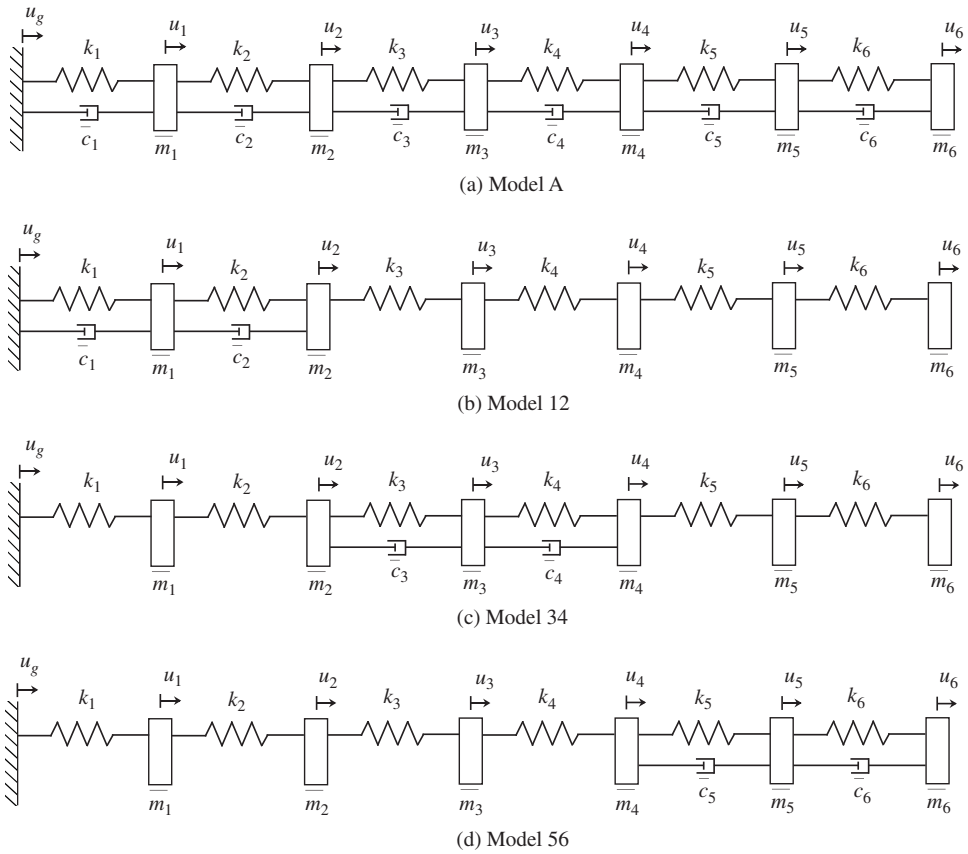 u_g u_1 u_2 u_3 u_4 u_5 u_6
k_1 k_2 k_3 k_4 k_5 k_6
c_1 c_2 c_3 c_4 c_5 c_6
m_1 m_2 m_3 m_4 m_5 m_6
(a) Model A
u_g u_1 u_2 u_3 u_4 u_5 u_6
k_1 k_2 k_3 k_4 k_5 k_6
c_1 c_2
m_1 m_2 m_3 m_4 m_5 m_6
(b) Model 12
u_g u_1 u_2 u_3 u_4 u_5 u_6
k_1 k_2 k_3 k_4 k_5 k_6
c_3 c_4
m_1 m_2 m_3 m_4 m_5 m_6
(c) Model 34
u_g u_1 u_2 u_3 u_4 u_5 u_6
k_1 k_2 k_3 k_4 k_5 k_6
c_5 c_6
m_1 m_2 m_3 m_4 m_5 m_6
(d) Model 56